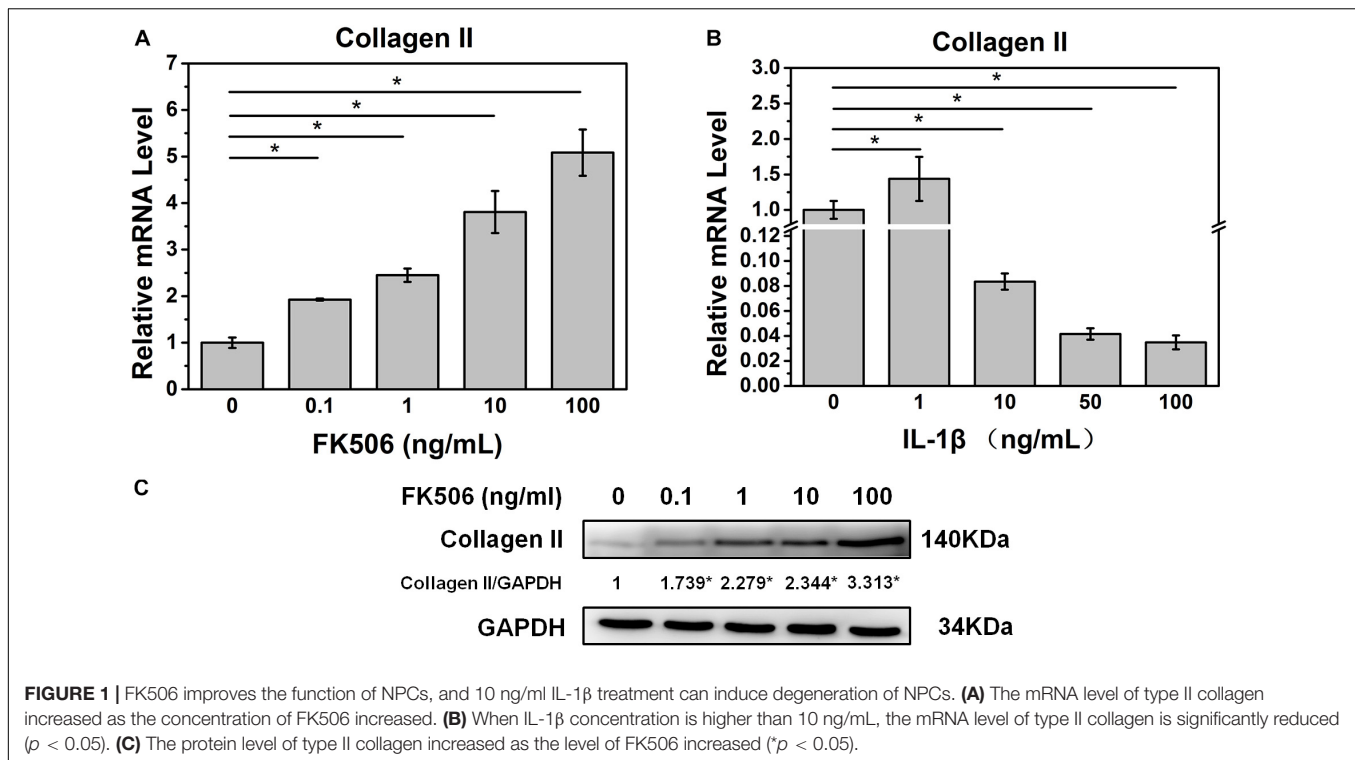 A
Collagen II
Relative mRNA Level
7
6
5
4
3
2
1
0
*
*
*
*
0 0.1 1 10 100
FK506 (ng/mL)
B
Collagen II
Relative mRNA Level
3.0
2.5
2.0
1.5
1.0
0.12
0.10
0.08
0.06
0.04
0.02
0.00
*
*
*
*
0 1 10 50 100
IL-1β （ng/mL）
C
FK506 (ng/ml) 0 0.1 1 10 100
Collagen II 140KDa
Collagen II/GAPDH 1 1.739* 2.279* 2.344* 3.313*
GAPDH 34KDa
FIGURE 1 | FK506 improves the function of NPCs, and 10 ng/ml IL-1β treatment can induce degeneration of NPCs. (A) The mRNA level of type II collagen
increased as the concentration of FK506 increased. (B) When IL-1β concentration is higher than 10 ng/mL, the mRNA level of type II collagen is significantly reduced
(p < 0.05). (C) The protein level of type II collagen increased as the level of FK506 increased (*p < 0.05).